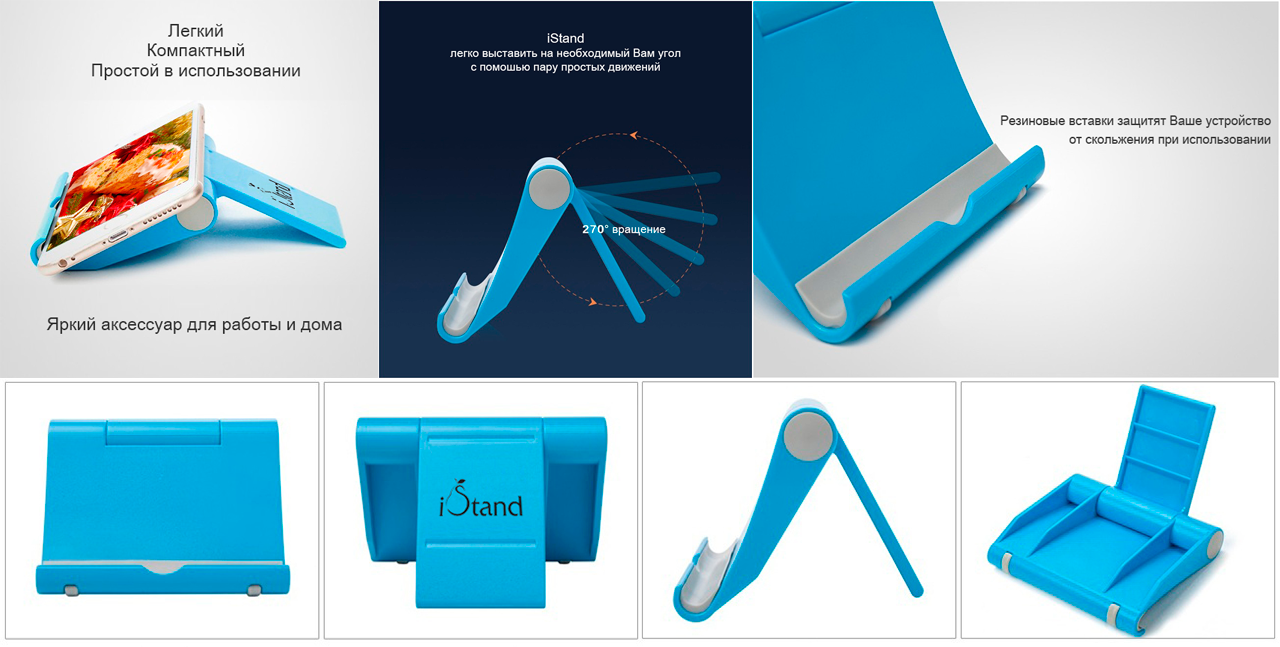 Легкий
Компактный
Простой в использовании
iStand
Яркий аксессуар для работы и дома
iStand
легко выставить на необходимый Вам угол
с помошью пару простых движений
270° вращение
Резиновые вставки защитят Ваше устройство
от скольжения при использовании
iStand